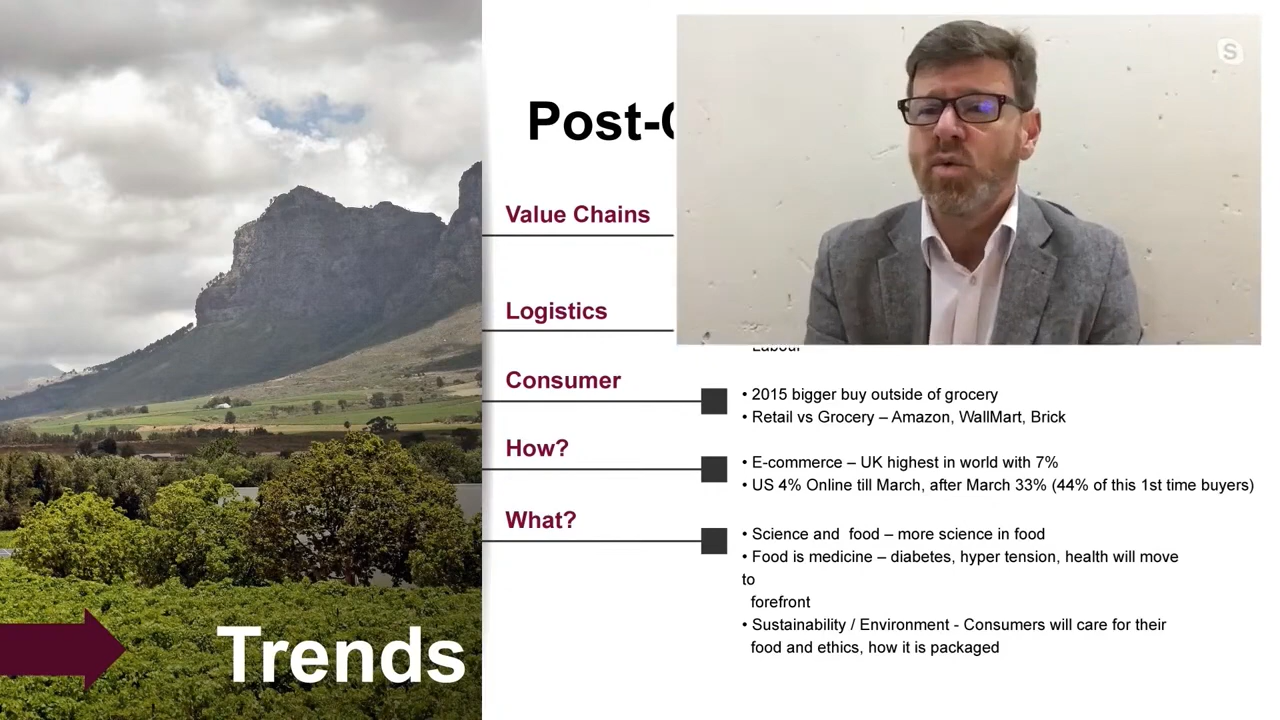 Post-
Value Chains
Logistics
Labour
Consumer
• 2015 bigger buy outside of grocery
• Retail vs Grocery – Amazon, WallMart, Brick
How?
• E-commerce – UK highest in world with 7%
• US 4% Online till March, after March 33% (44% of this 1st time buyers)
What?
• Science and food – more science in food
• Food is medicine – diabetes, hyper tension, health will move
to
forefront
• Sustainability / Environment - Consumers will care for their
food and ethics, how it is packaged
Trends
S